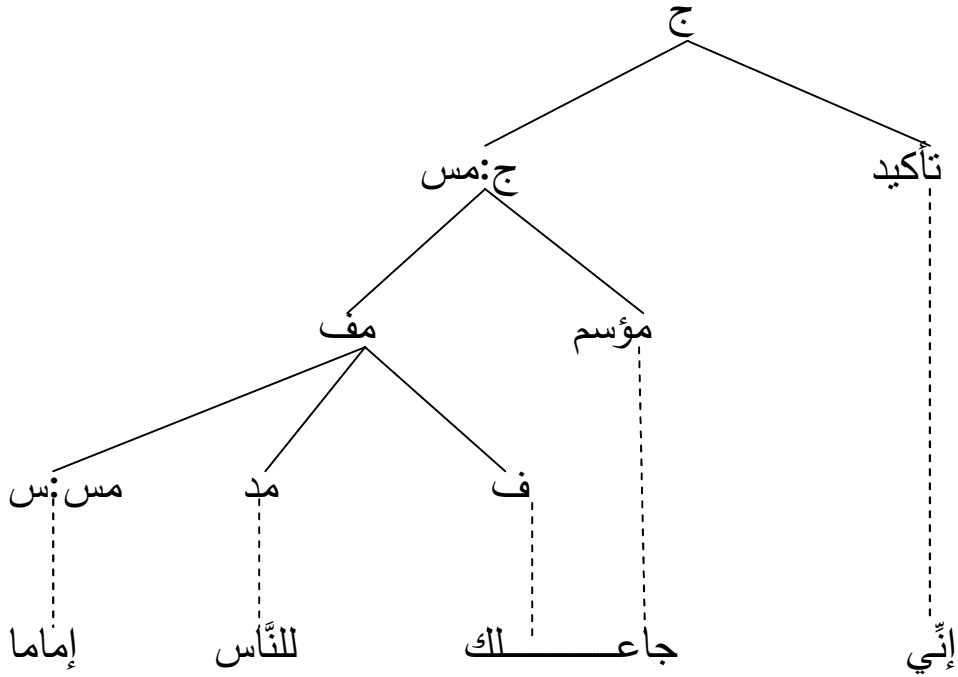 ج
تأكيد ج:مس
مؤسم مف
ف مد مس:س
إنِّي جاعـــــــــلك للنَّاس إماما